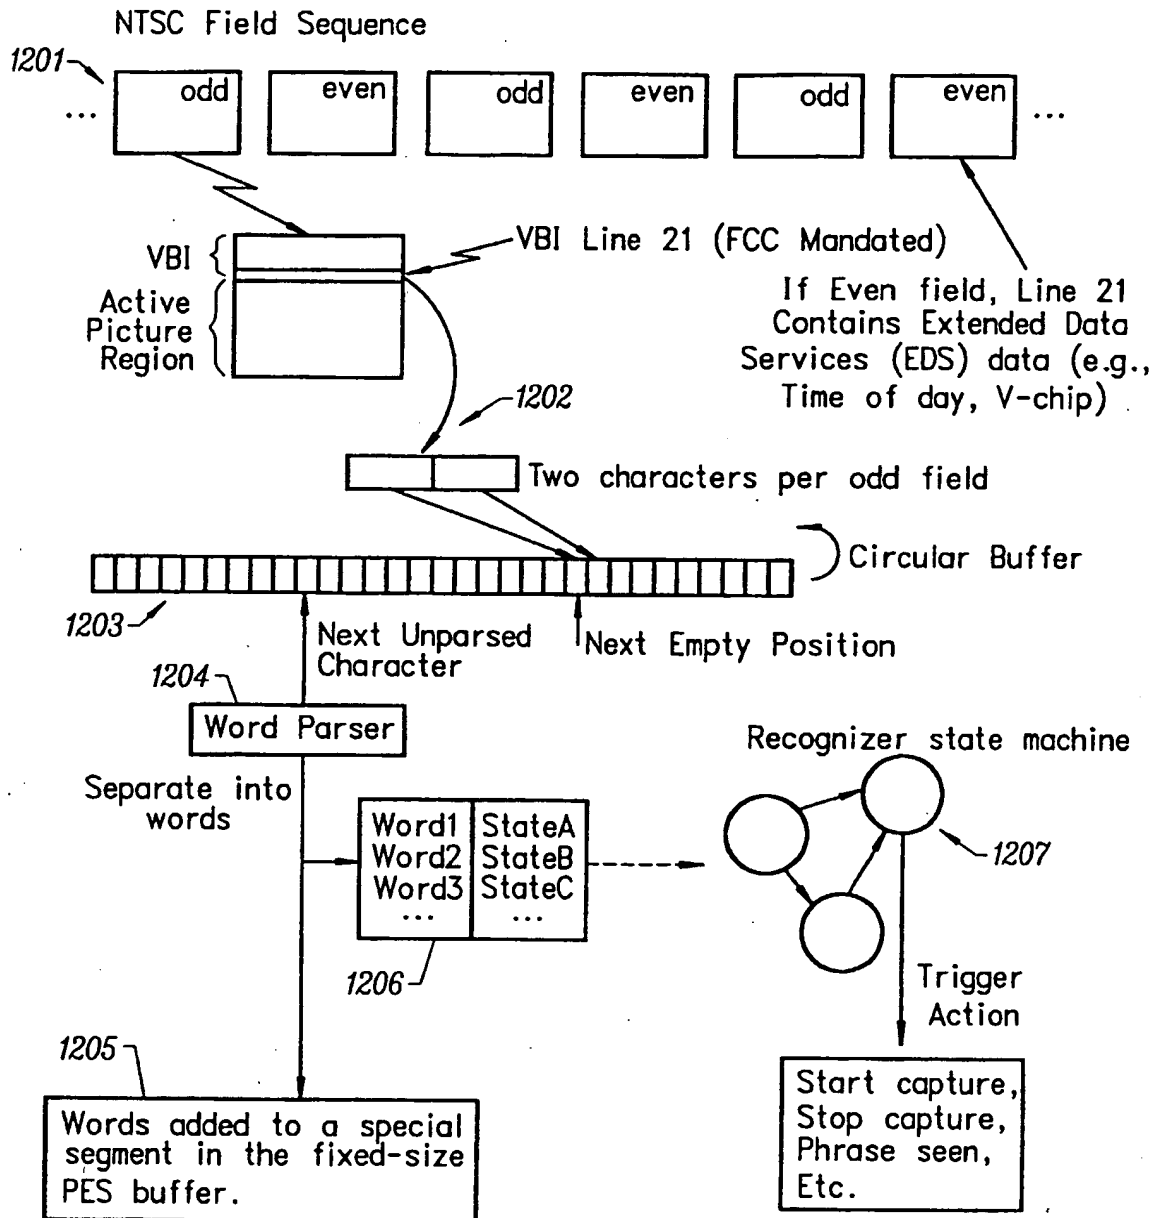 NTSC Field Sequence
1201
... odd even odd even odd even ...
VBI
VBI Line 21 (FCC Mandated)
Active
Picture
Region
If Even field, Line 21
Contains Extended Data
Services (EDS) data (e.g.,
Time of day, V-chip)
1202
Two characters per odd field
Circular Buffer
1203
Next Unparsed
Character
Next Empty Position
1204
Word Parser
Separate into
words
Recognizer state machine
Word1 StateA
Word2 StateB
Word3 StateC
... ...
1206
1207
Trigger
Action
1205
Words added to a special
segment in the fixed-size
PES buffer.
Start capture,
Stop capture,
Phrase seen,
Etc.